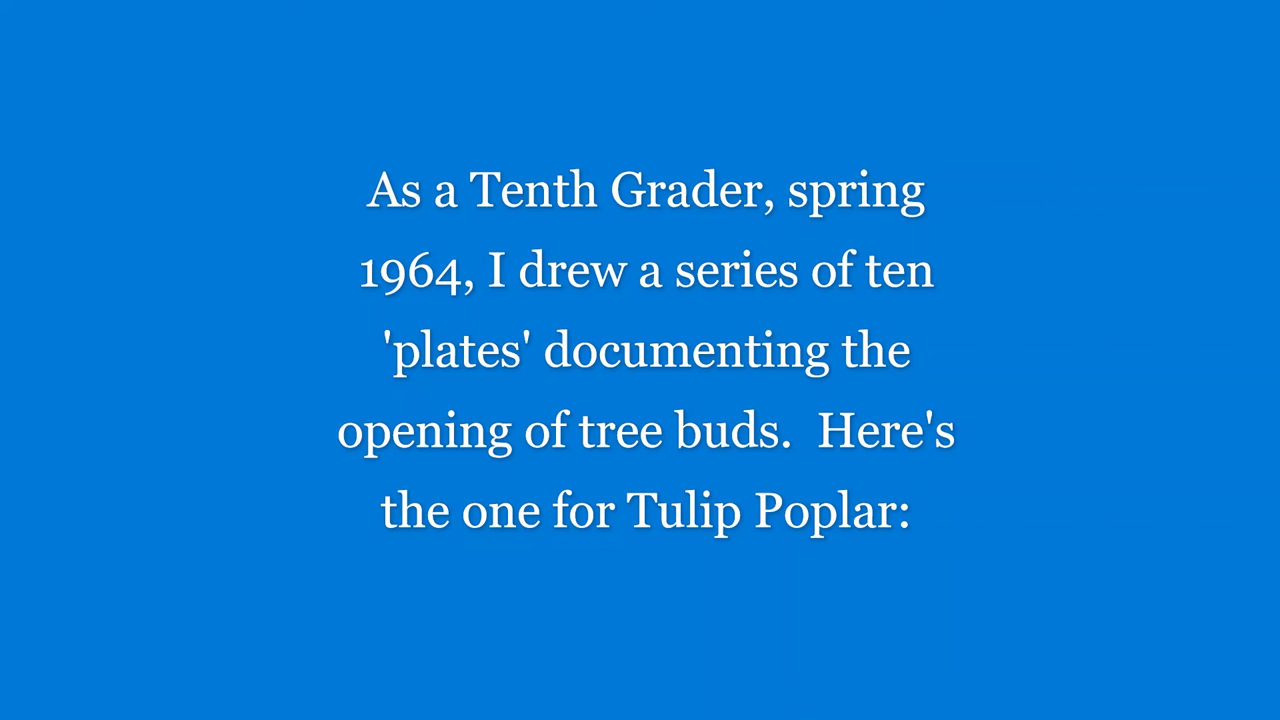 As a Tenth Grader, spring
1964, I drew a series of ten
'plates' documenting the
opening of tree buds.  Here's
the one for Tulip Poplar: